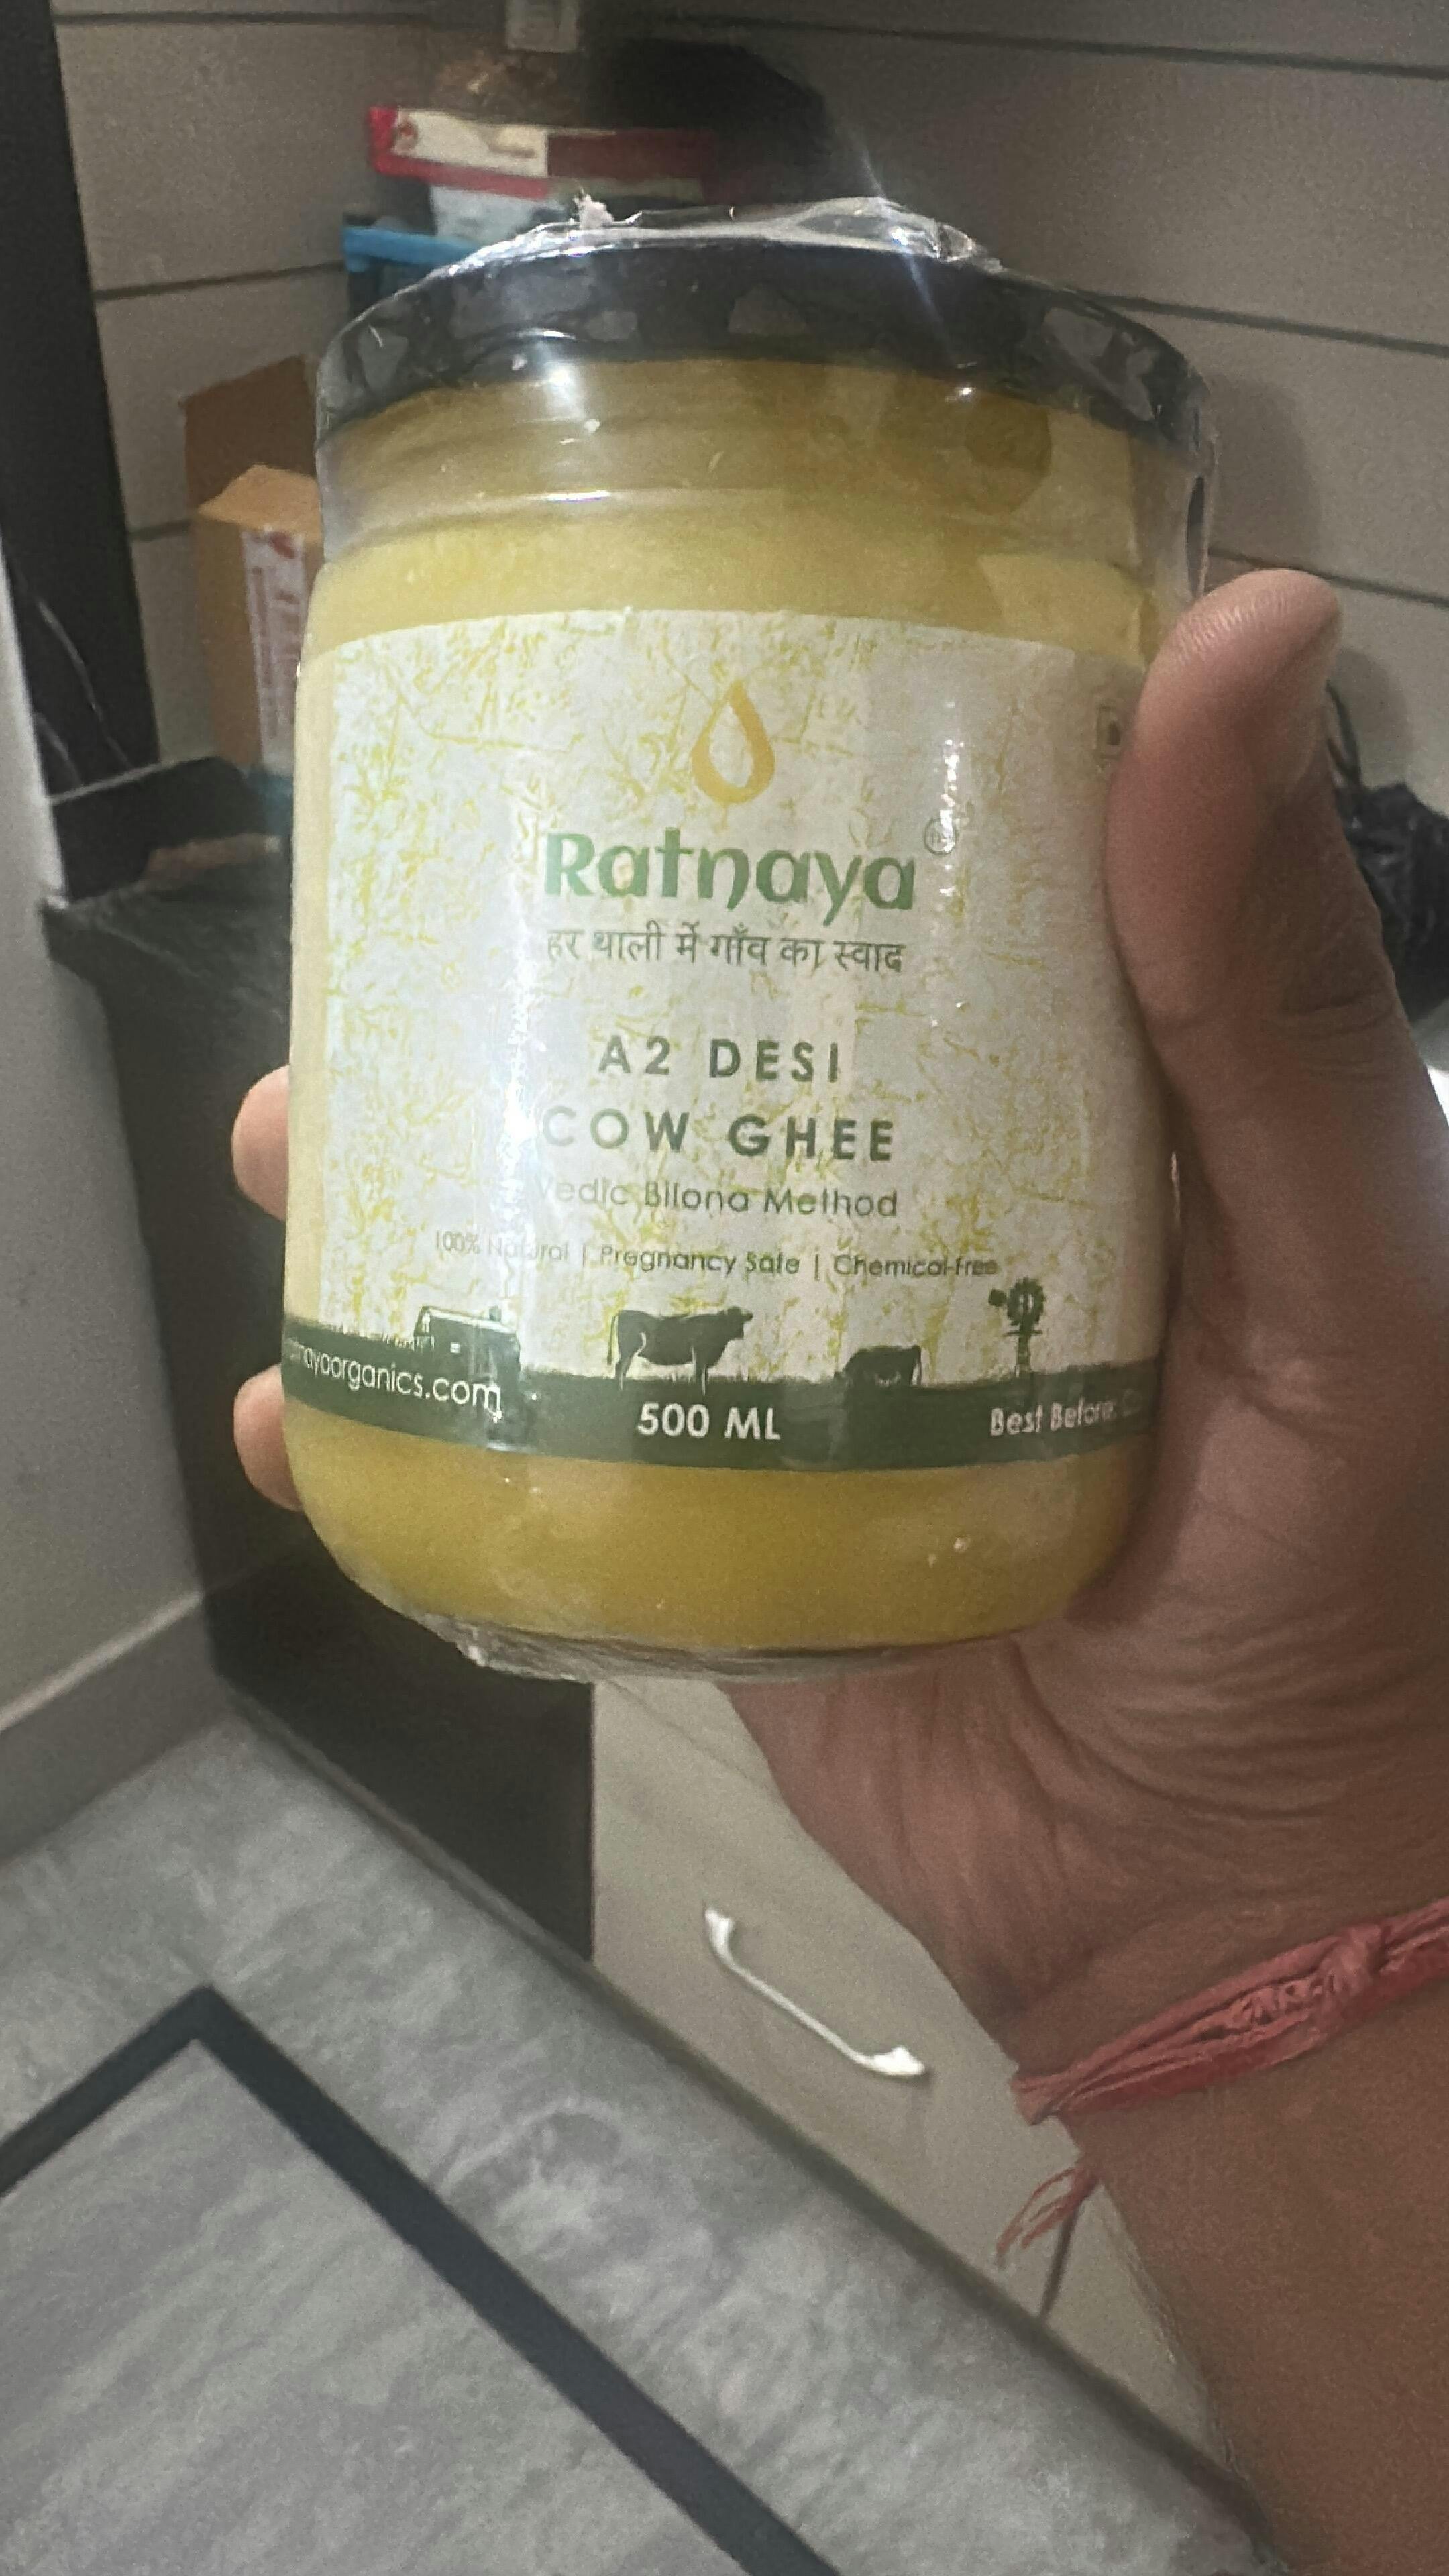 Ratnaya
हर थाली में गाँव का स्वाद
A2 DESI
COW GHEE
Vedic Bilona Method
100% Natural | Pregnancy Safe | Chemical-Free
500 ML
Best Before: